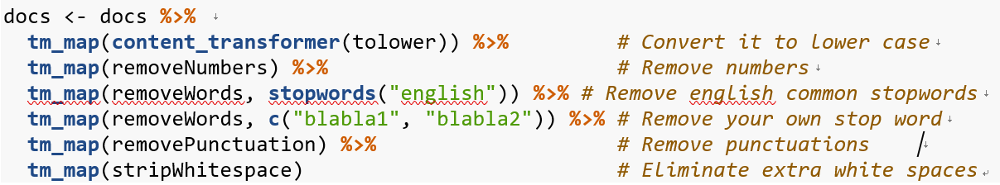 docs <- docs %>%
  tm_map(content_transformer(tolower)) %>%         # Convert it to lower case
  tm_map(removeNumbers) %>%                        # Remove numbers
  tm_map(removeWords, stopwords("english")) %>% # Remove english common stopwords
  tm_map(removeWords, c("blabla1", "blabla2")) %>% # Remove your own stop word
  tm_map(removePunctuation) %>%                    # Remove punctuations
  tm_map(stripWhitespace)                          # Eliminate extra white spaces